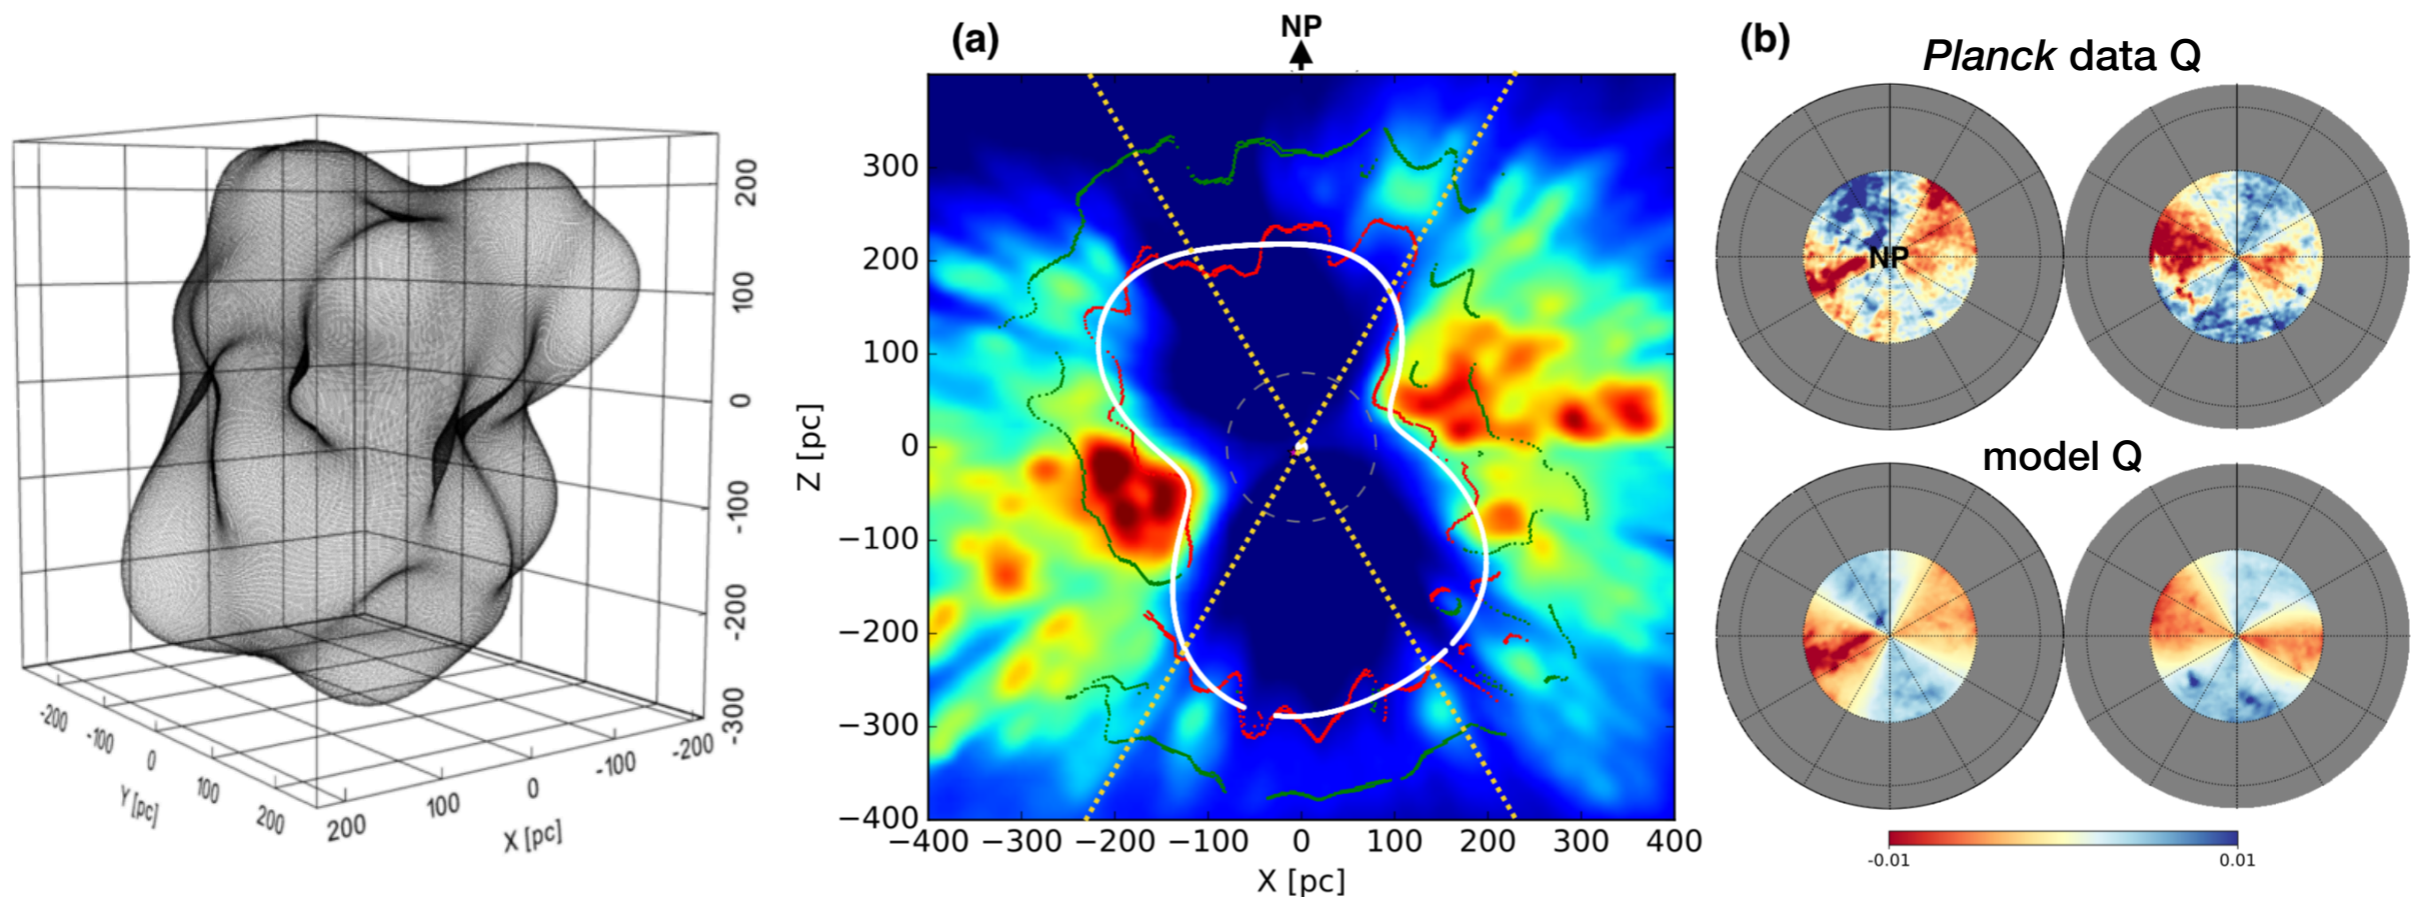 200
100
0
-100
-200
-300
-200
-100
0
100
200
Y [pc]
200
100
0
-100
-200
X [pc]
(a)
NP
300
200
100
0
−100
−200
−300
−400
Z [pc]
−400 −300 −200 −100 0 100 200 300 400
X [pc]
(b)
Planck data Q
NP
model Q
-0.01 0.01